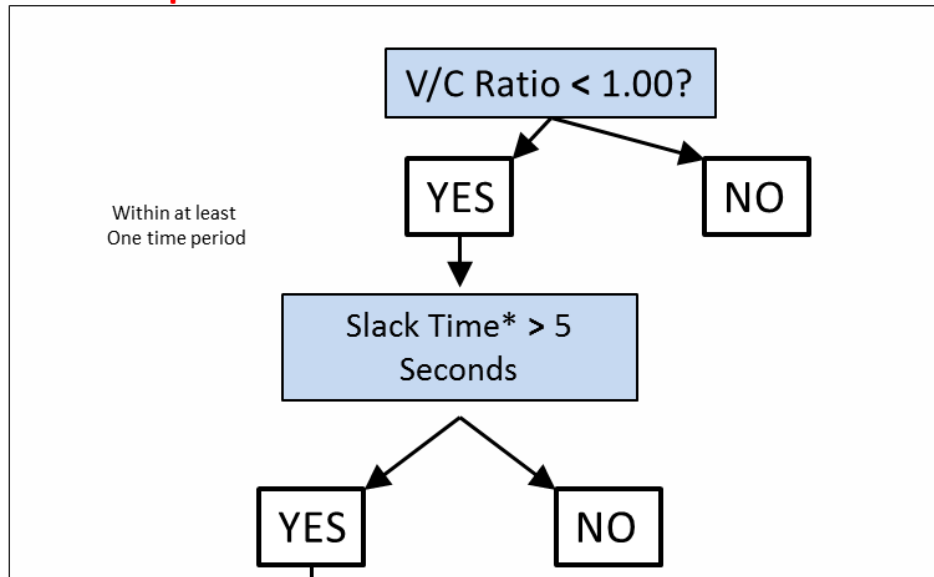 V/C Ratio < 1.00?
YES
NO
Within at least
One time period
Slack Time* > 5
Seconds
YES
NO